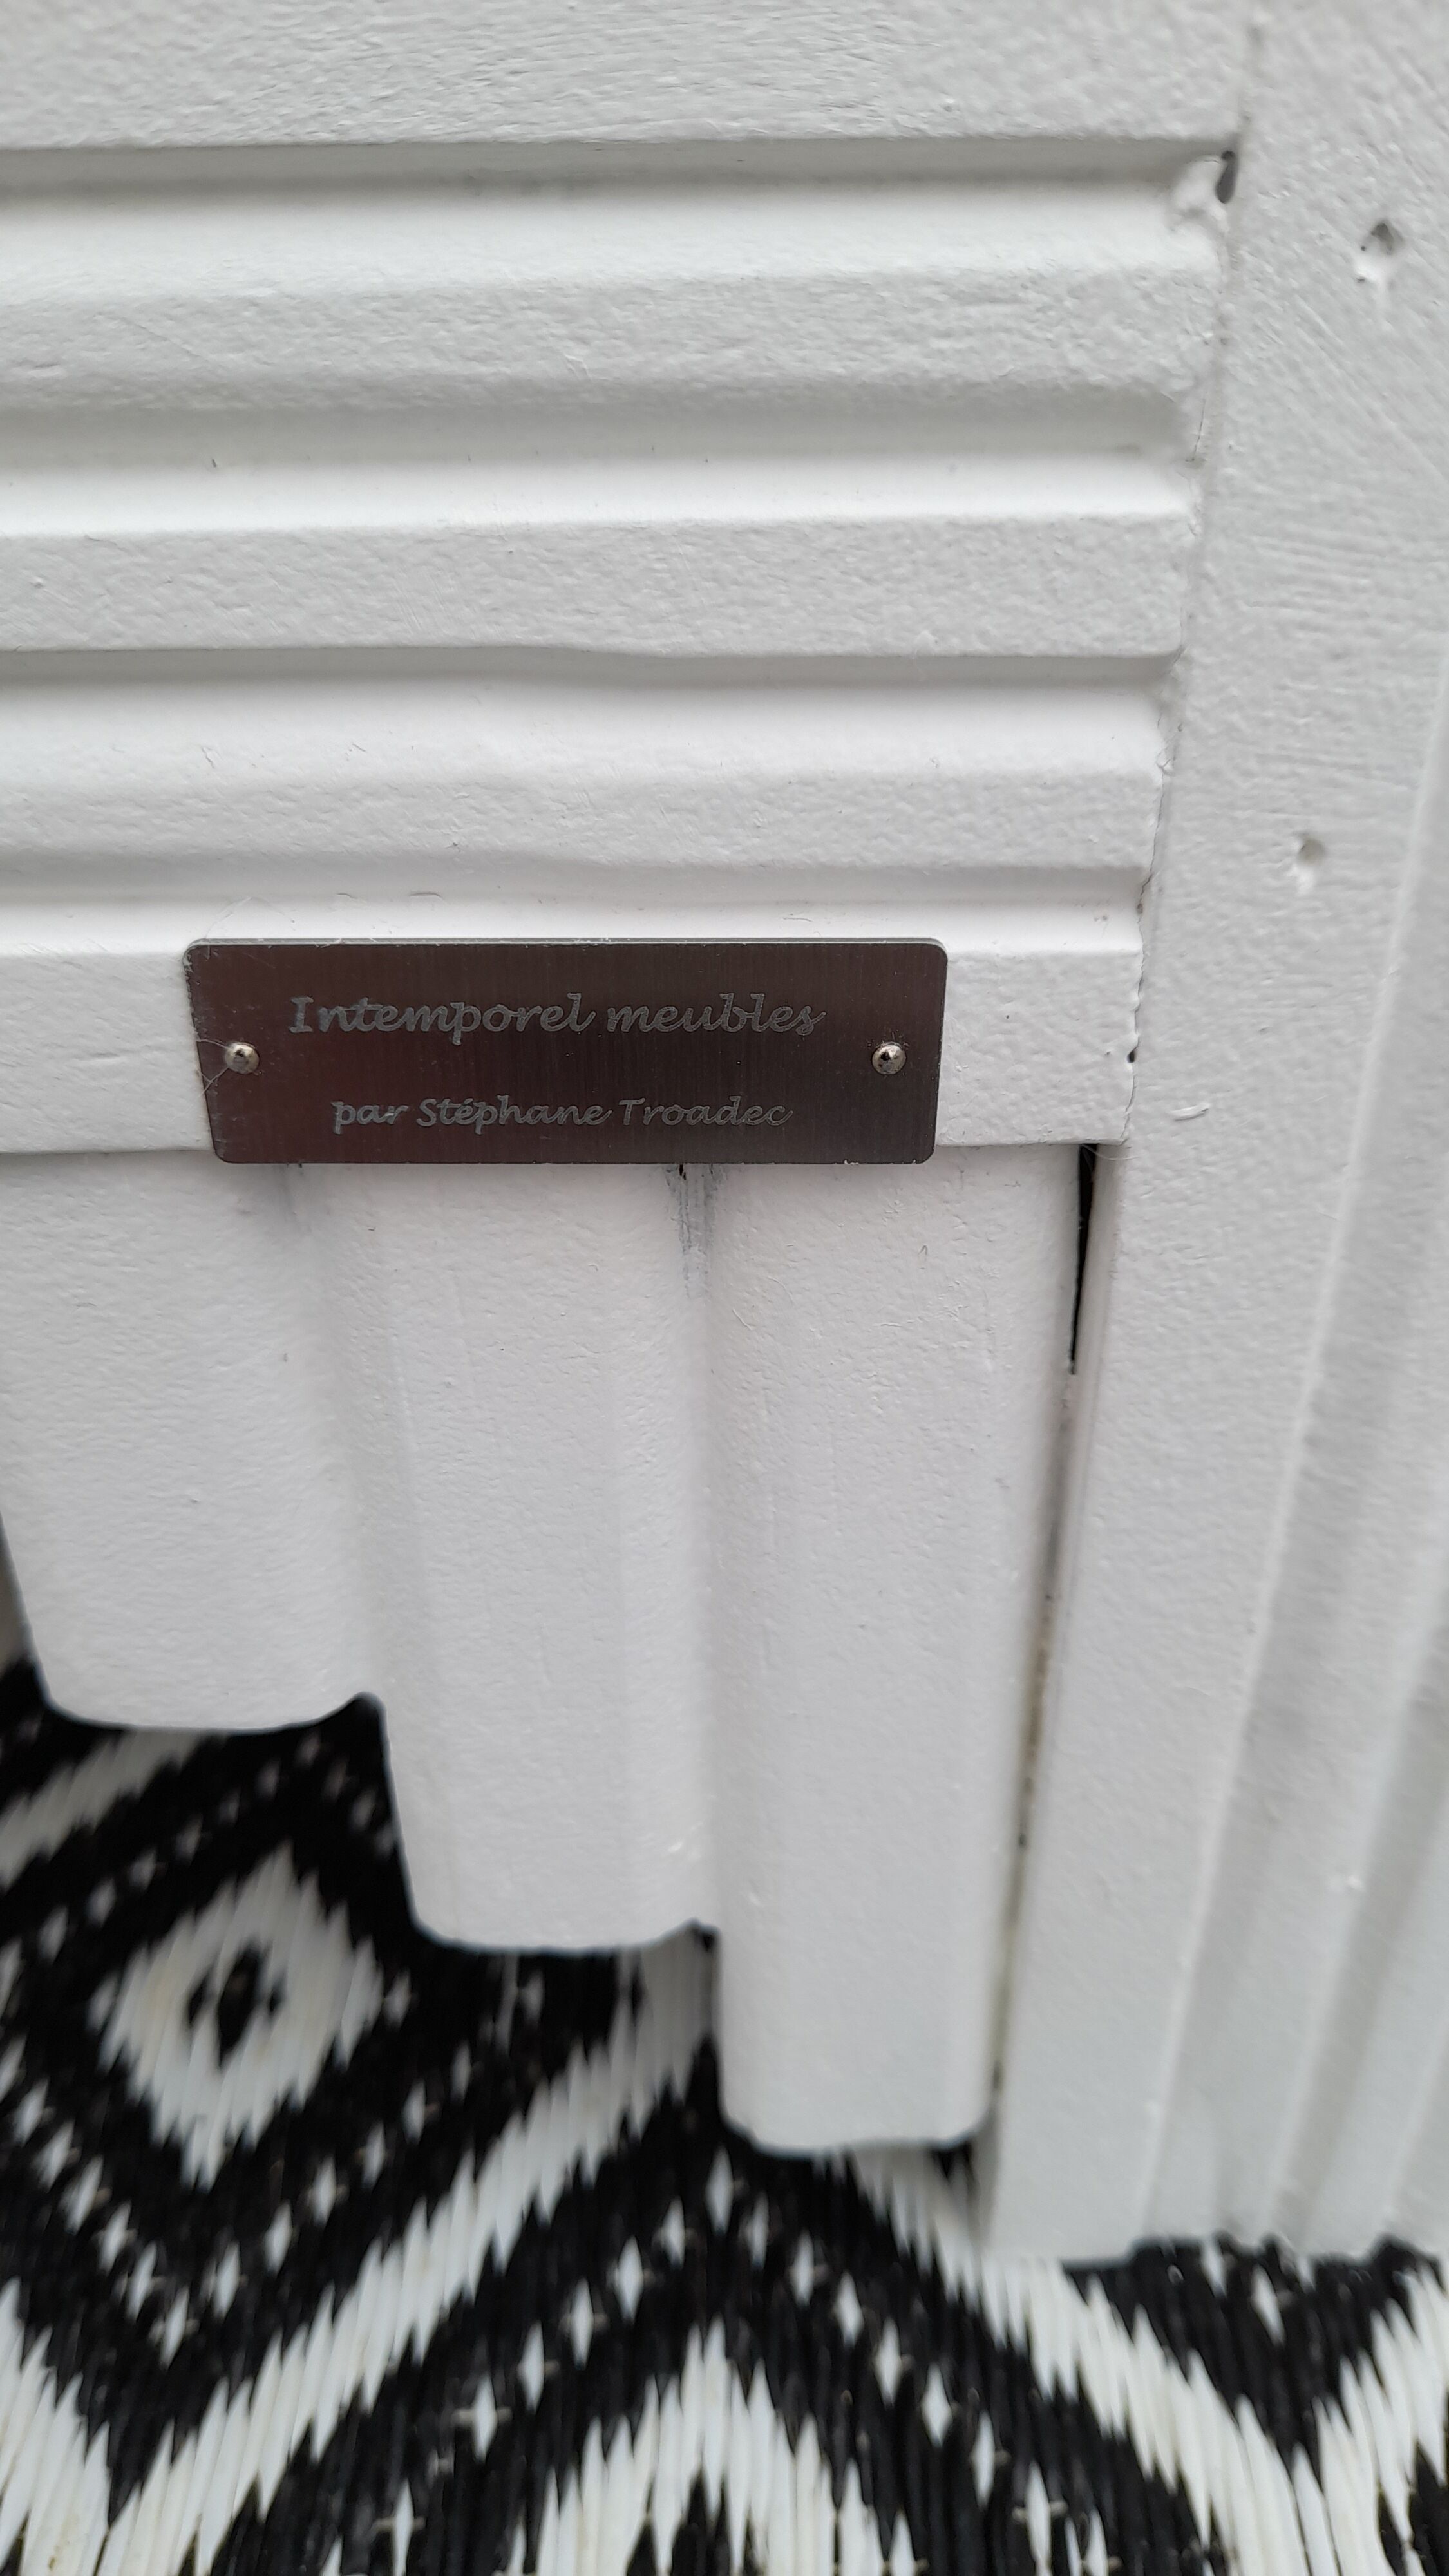 Intemporel meubles
par Stéphane Troadec